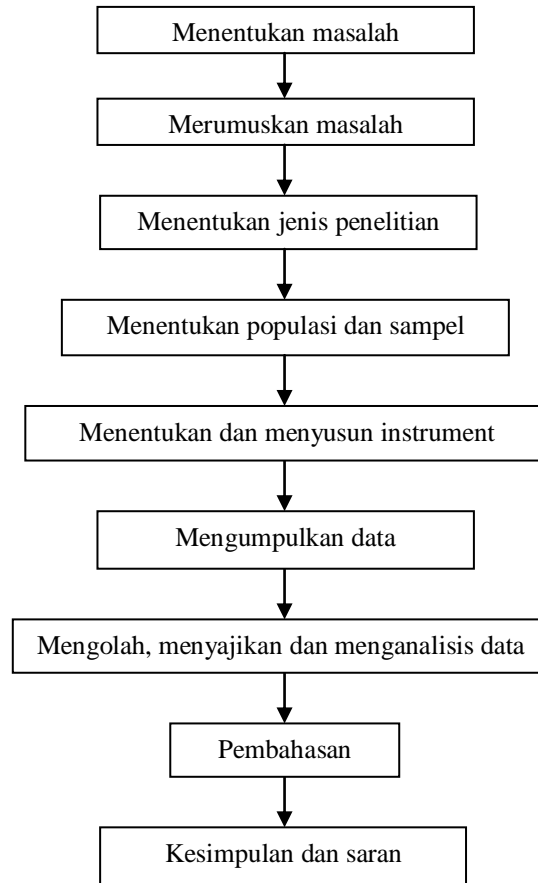 Menentukan masalah
Merumuskan masalah
Menentukan jenis penelitian
Menentukan populasi dan sampel
Menentukan dan menyusun instrument
Mengumpulkan data
Mengolah, menyajikan dan menganalisis data
Pembahasan
Kesimpulan dan saran